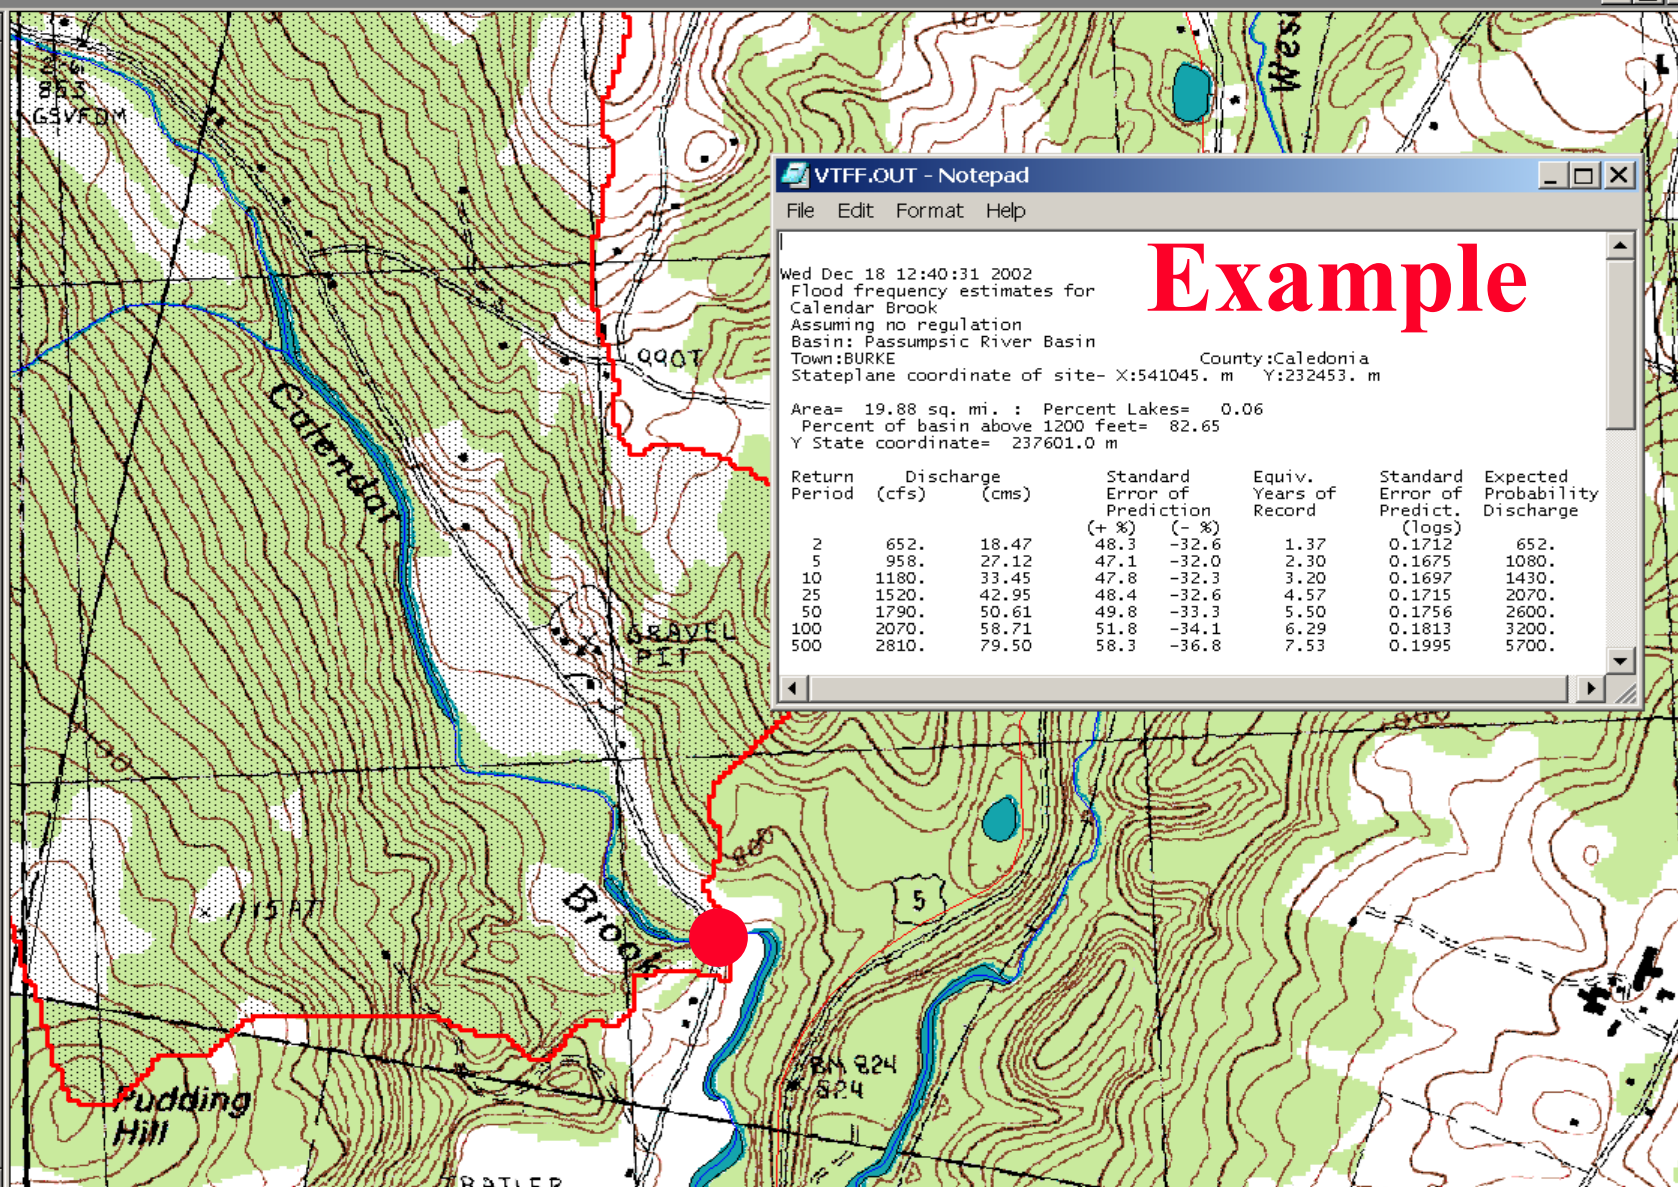 VTFF.OUT - Notepad
File Edit Format Help
Example
Wed Dec 18 12:40:31 2002
Flood frequency estimates for
Calendar Brook
Assuming no regulation
Basin: Passumpsic River Basin
Town:BURKE County:Caledonia
Stateplane coordinate of site- X:541045. m Y:232453. m
Area= 19.88 sq. mi. : Percent Lakes= 0.06
Percent of basin above 1200 feet= 82.65
Y State coordinate= 237601.0 m
Return Discharge Standard Equiv. Standard Expected
Period (cfs) (cms) Error of Years of Error of Probability
Prediction Record Predict. Discharge
(+ %) (- %) (logs)
2 652. 18.47 48.3 -32.6 1.37 0.1712 652.
5 958. 27.12 47.1 -32.0 2.30 0.1675 1080.
10 1180. 33.45 47.8 -32.3 3.20 0.1697 1430.
25 1520. 42.95 48.4 -32.6 4.57 0.1715 2070.
50 1790. 50.61 49.8 -33.3 5.50 0.1756 2600.
100 2070. 58.71 51.8 -34.1 6.29 0.1813 3200.
500 2810. 79.50 58.3 -36.8 7.53 0.1995 5700.
Calendar
Brook
GRAVEL
PIT
800
5
1115 AT
BM 824
824
Pudding
Hill